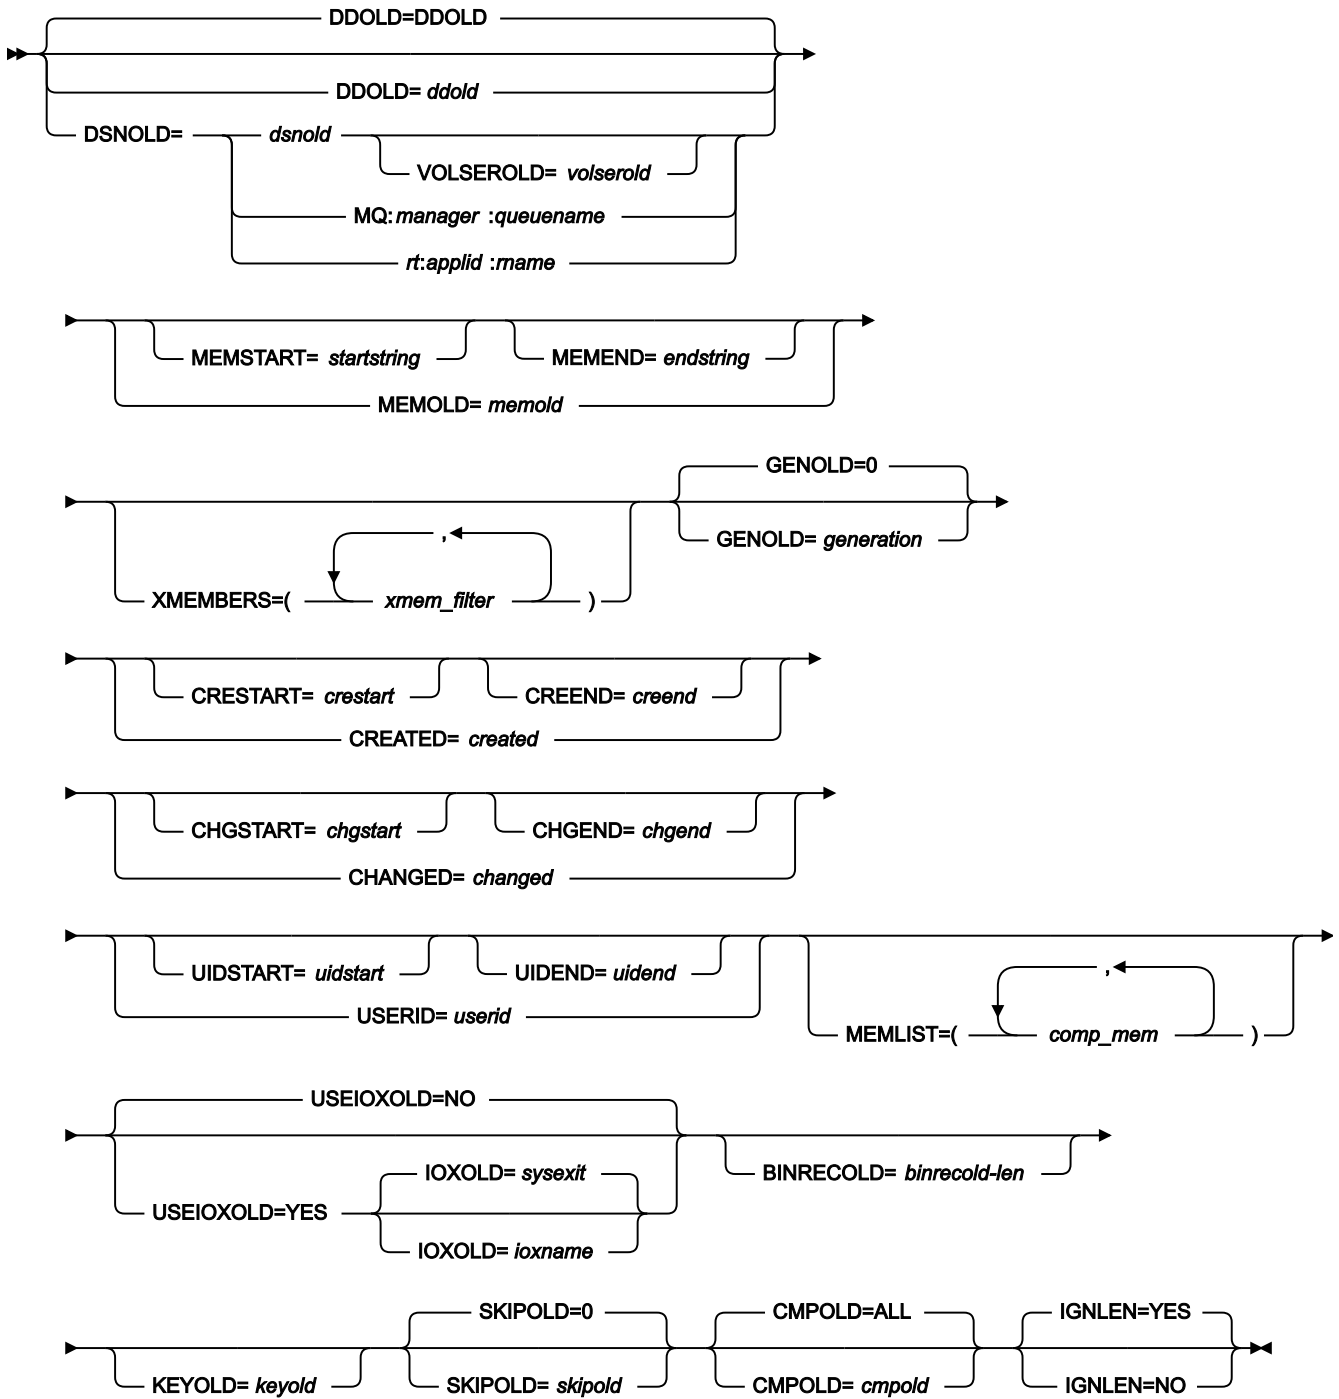 DDOLD=DDOLD
DDOLD= ddold
DSNOLD= dsnold
VOLSEROLD= volserold
MQ:manager :queuename
rt:applid :rname
MEMSTART= startstring MEMEND= endstring
MEMOLD= memold
GENOLD=0
GENOLD= generation
,
XMEMBERS=( xmem_filter )
CRESTART= crestart CREEND= creend
CREATED= created
CHGSTART= chgstart CHGEND= chgend
CHANGED= changed
UIDSTART= uidstart UIDEND= uidend
USERID= userid
,
MEMLIST=( comp_mem )
USEIOXOLD=NO
IOXOLD= sysexit
USEIOXOLD=YES
IOXOLD= ioxname
BINRECOLD= binrecold-len
SKIPOLD=0 CMPOLD=ALL IGNLEN=YES
KEYOLD= keyold SKIPOLD= skipold CMPOLD= cmpold IGNLEN=NO